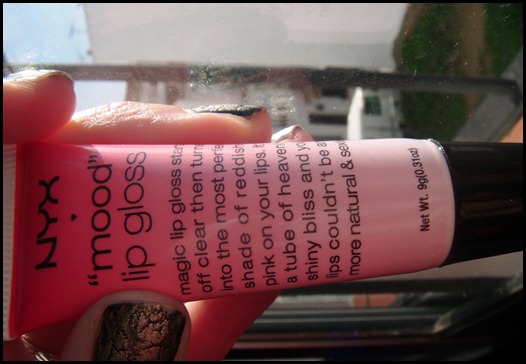 NYX
"mood"
lip gloss
magic lip gloss
off clear then
into the most
shade of reddish
pink on your lips.
a tube of
shiny bliss and
lips couldn't be
more natural &
Net Wt. 9g(0.31oz)